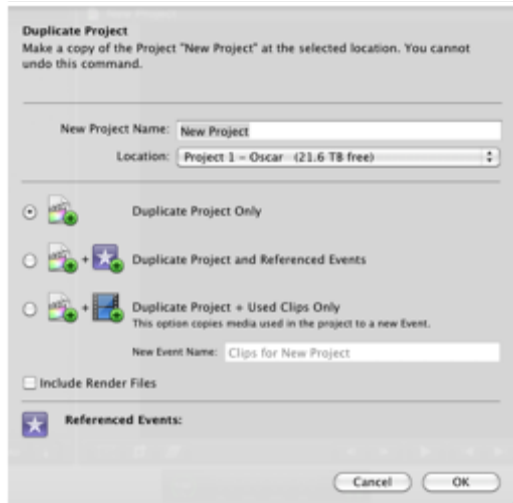 Duplicate Project
Make a copy of the Project "New Project" at the selected location. You cannot
undo this command.
New Project Name: New Project
Location: Project 1 – Oscar (21.6 TB free)
Duplicate Project Only
Duplicate Project and Referenced Events
Duplicate Project + Used Clips Only
This option copies media used in the project to a new Event.
New Event Name: Clips for New Project
Include Render Files
Referenced Events:
Cancel OK